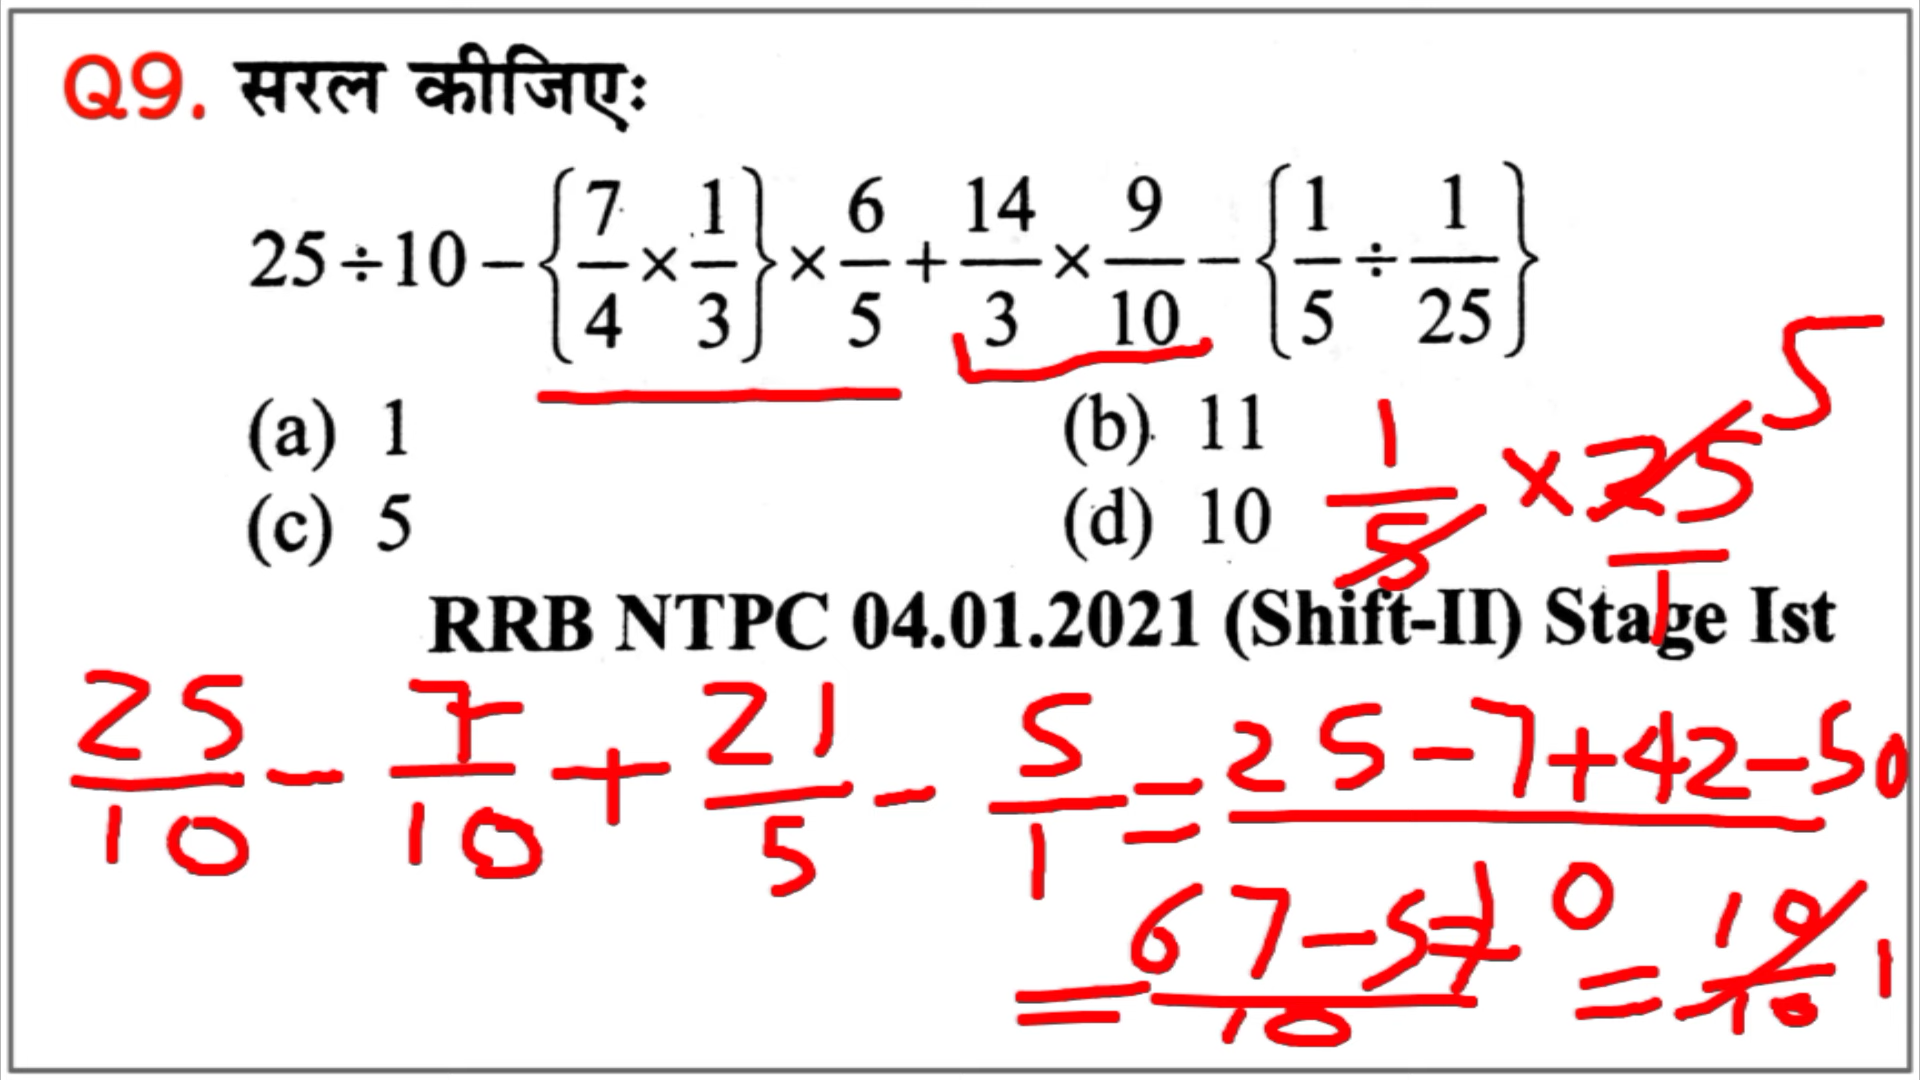 Q9. सरल कीजिएः
25÷10−{7/4×1/3}×6/5+14/3×9/10−{1/5÷1/25}
(a) 1
(b) 11
(c) 5
(d) 10
1/5 × 25/1 5
RRB NTPC 04.01.2021 (Shift-II) Stage Ist
25/10 − 7/10 + 21/5 − 5/1 = 25−7+42−50
= 67−57/10 0 = 10/10 1